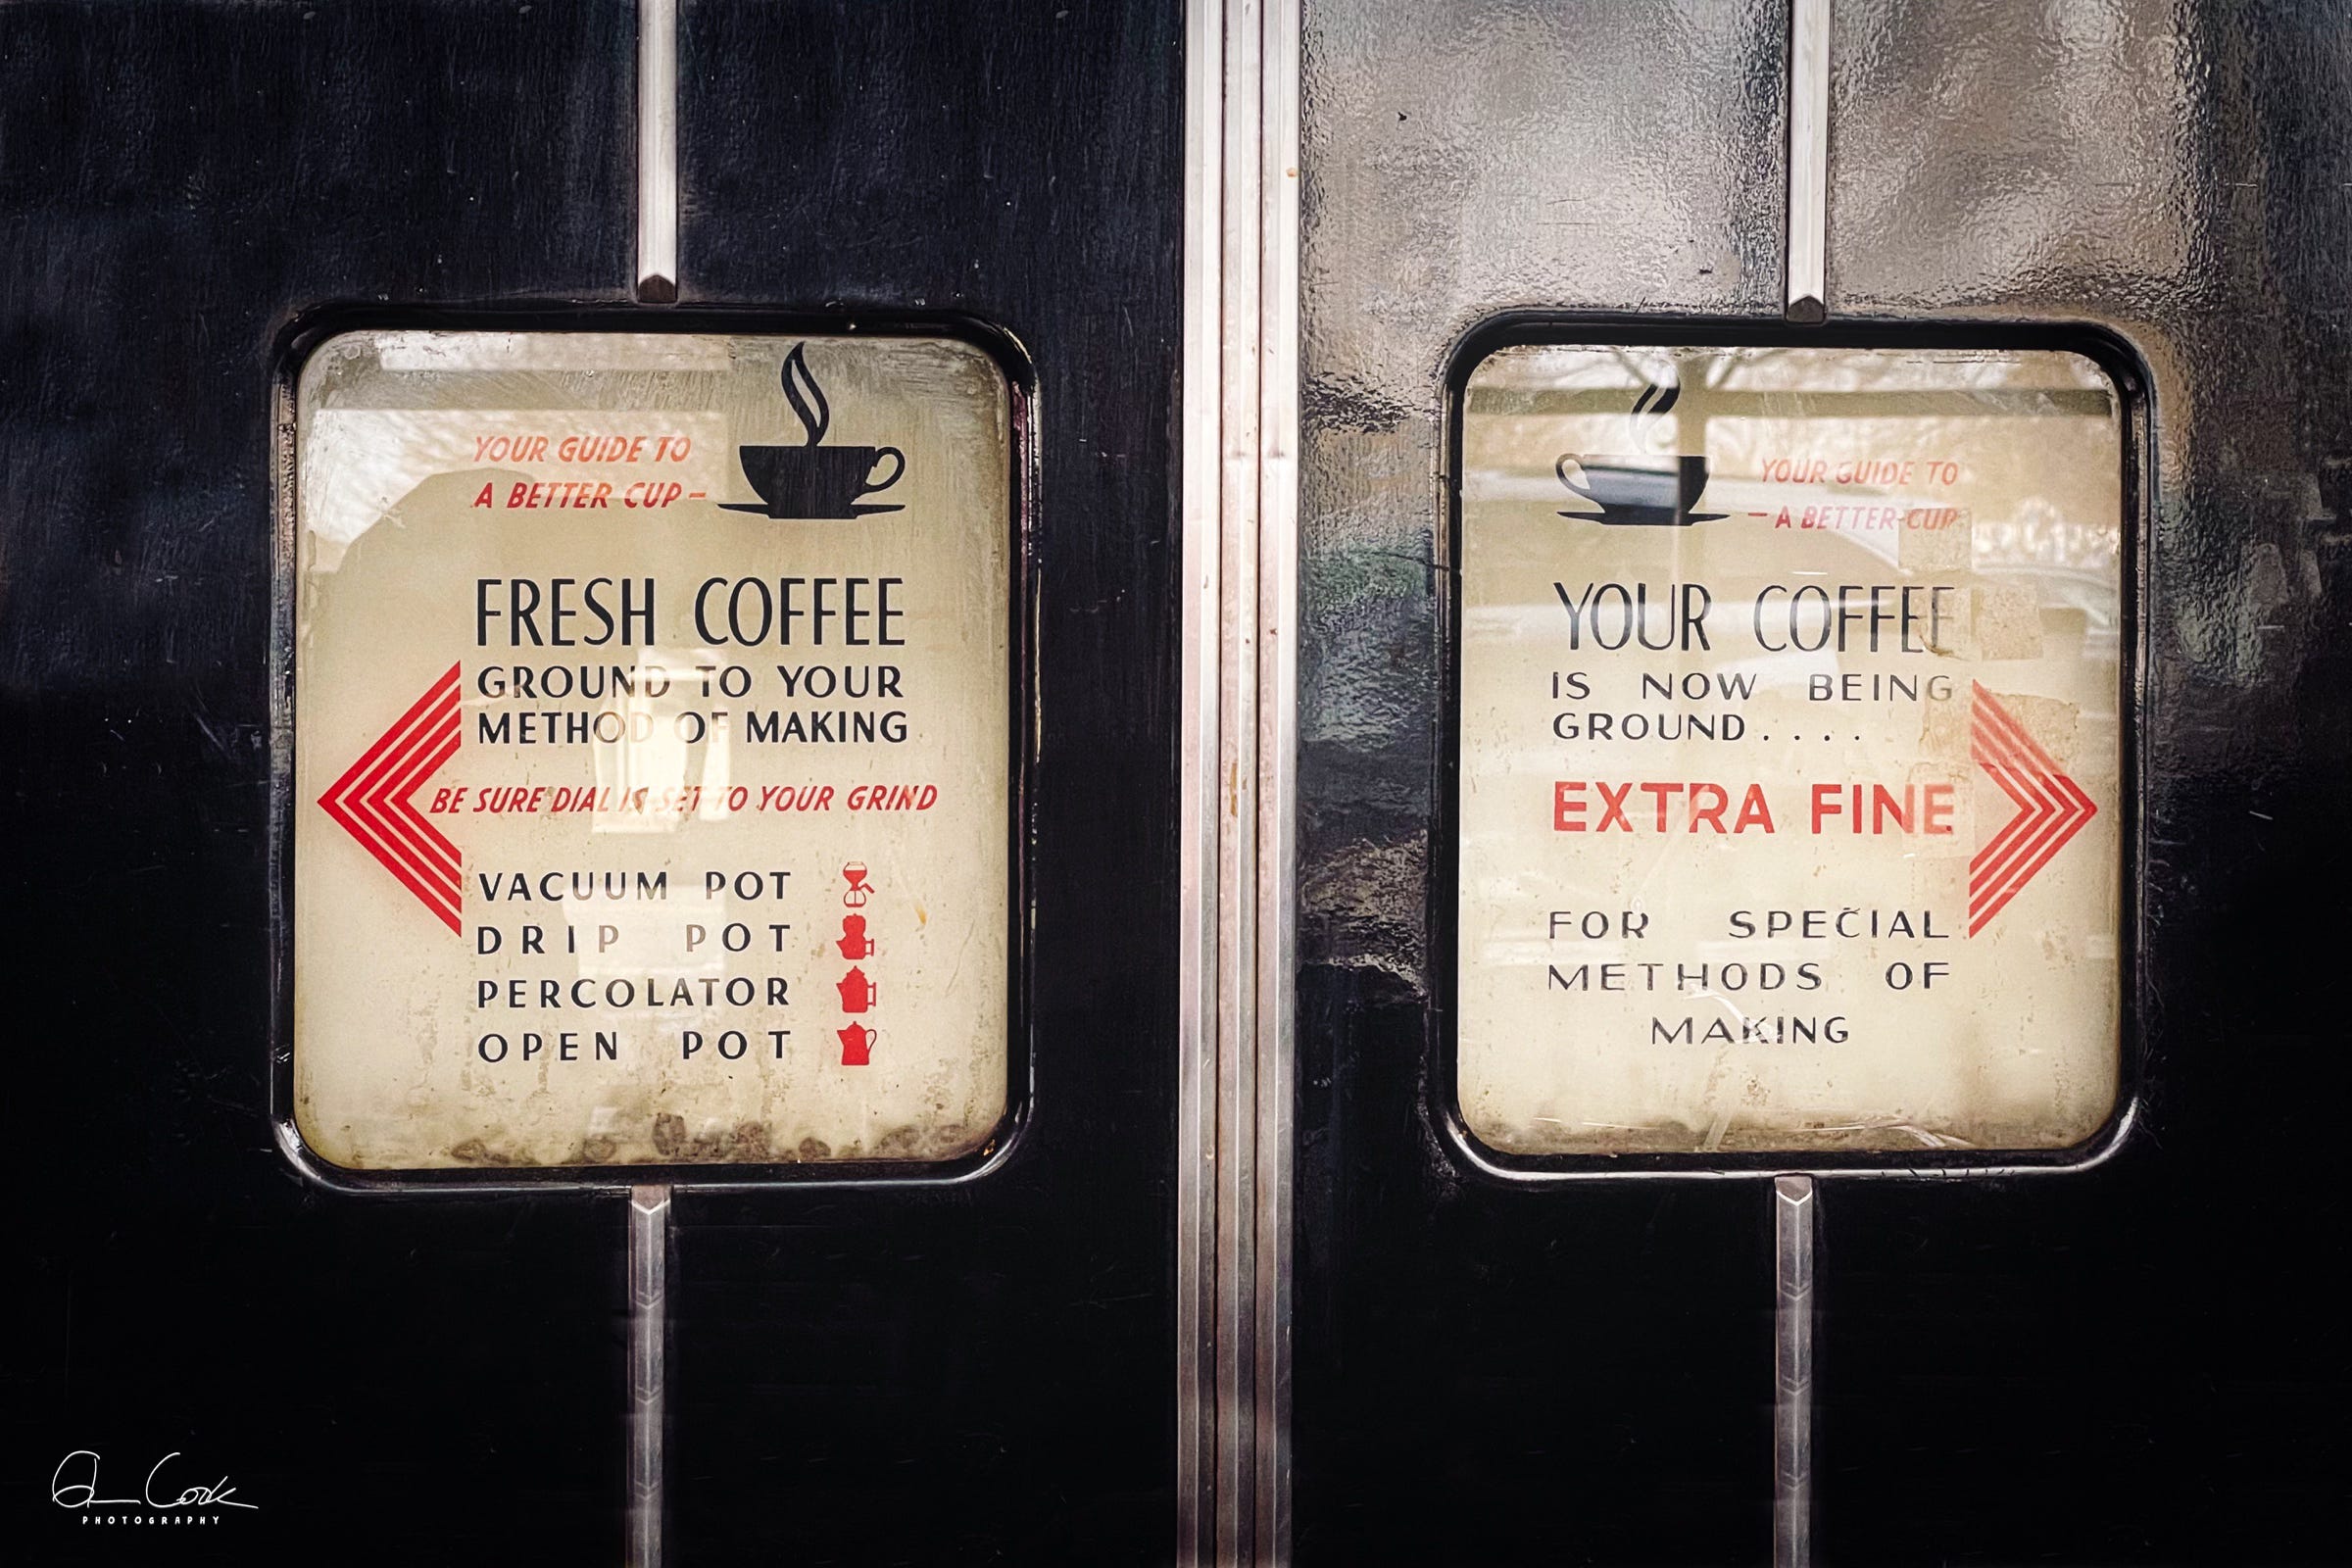 YOUR GUIDE TO
A BETTER CUP –
FRESH COFFEE
GROUND TO YOUR
METHOD OF MAKING
BE SURE DIAL IS SET TO YOUR GRIND
VACUUM POT
DRIP POT
PERCOLATOR
OPEN POT
YOUR GUIDE TO
– A BETTER CUP
YOUR COFFEE
IS NOW BEING
GROUND....
EXTRA FINE
FOR SPECIAL
METHODS OF
MAKING
Cook
PHOTOGRAPHY